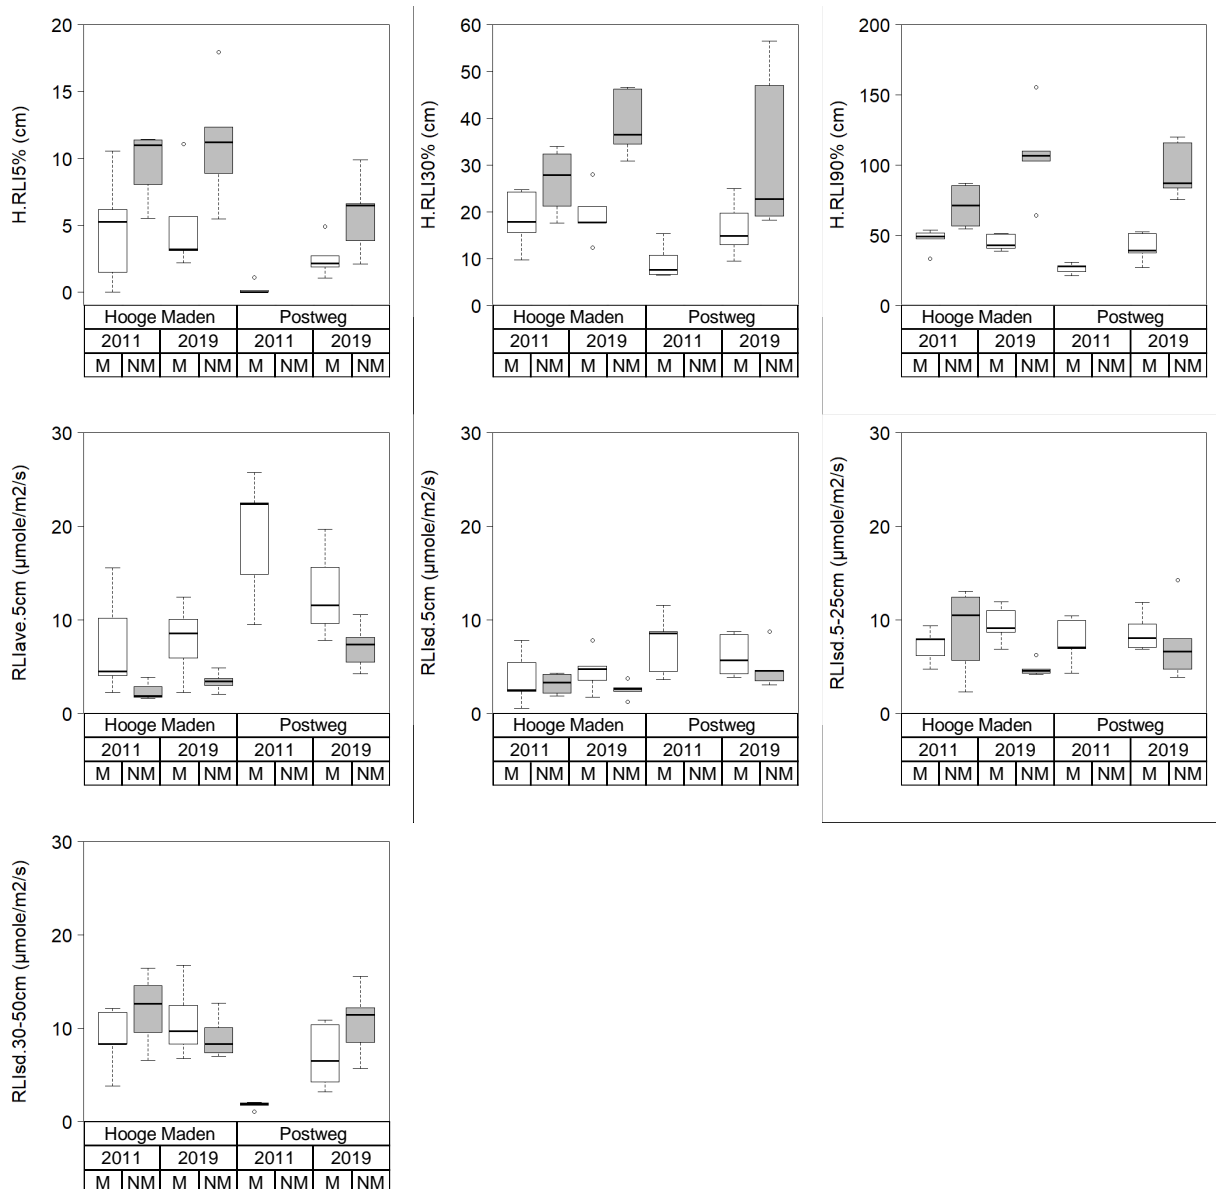 H.RLI5% (cm)
20
15
10
5
0
Hooge Maden Postweg
2011 2019 2011 2019
M NM M NM M NM M NM
H.RLI30% (cm)
60
50
40
30
20
10
0
Hooge Maden Postweg
2011 2019 2011 2019
M NM M NM M NM M NM
H.RLI90% (cm)
200
150
100
50
0
Hooge Maden Postweg
2011 2019 2011 2019
M NM M NM M NM M NM
RLIave.5cm (µmole/m2/s)
30
20
10
0
Hooge Maden Postweg
2011 2019 2011 2019
M NM M NM M NM M NM
RLIsd.5cm (µmole/m2/s)
30
20
10
0
Hooge Maden Postweg
2011 2019 2011 2019
M NM M NM M NM M NM
RLIsd.5-25cm (µmole/m2/s)
30
20
10
0
Hooge Maden Postweg
2011 2019 2011 2019
M NM M NM M NM M NM
RLIsd.30-50cm (µmole/m2/s)
30
20
10
0
Hooge Maden Postweg
2011 2019 2011 2019
M NM M NM M NM M NM